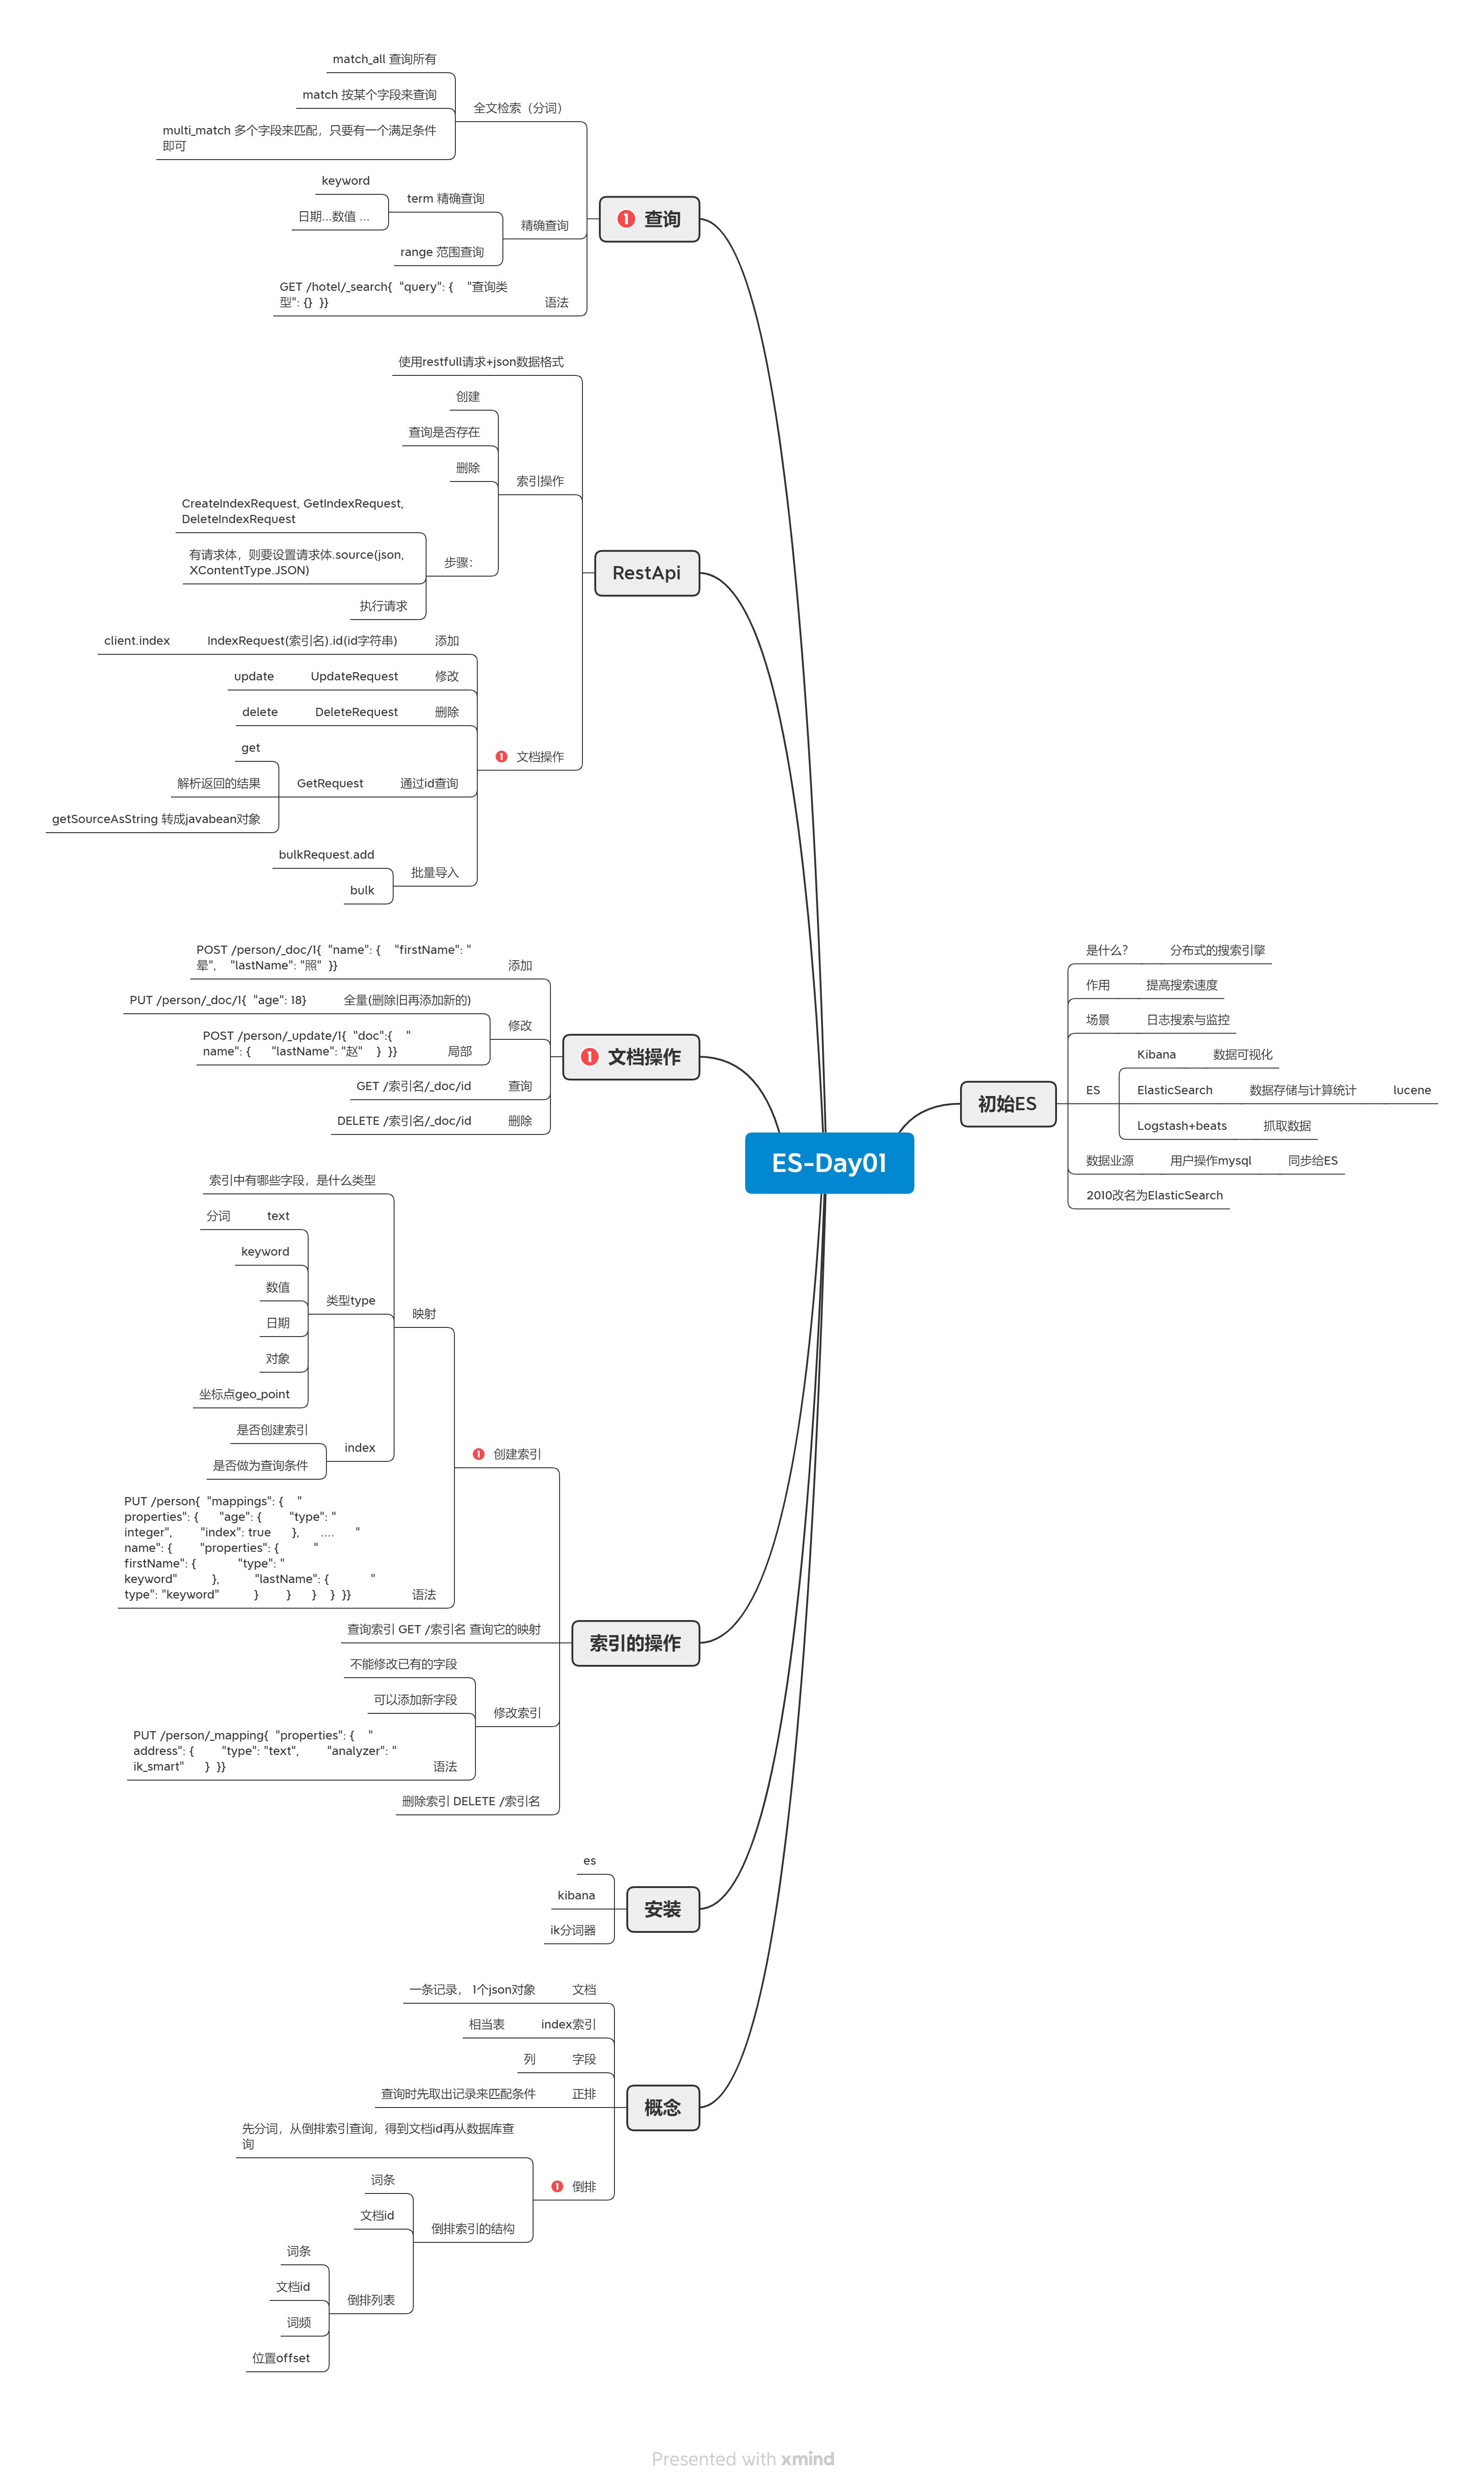 match_all 查询所有
match 按某个字段来查询
multi_match 多个字段来匹配，只要有一个满足条件
即可
全文检索（分词）
keyword
日期...数值 ...
term 精确查询
range 范围查询
精确查询
GET /hotel/_search{  "query": {    "查询类
型": {}  }}
语法
1 查询
使用restfull请求+json数据格式
创建
查询是否存在
删除
索引操作
CreateIndexRequest, GetIndexRequest,
DeleteIndexRequest
有请求体，则要设置请求体.source(json,
XContentType.JSON)
步骤：
执行请求
RestApi
client.index
IndexRequest(索引名).id(id字符串)
添加
update
UpdateRequest
修改
delete
DeleteRequest
删除
get
解析返回的结果
getSourceAsString 转成javabean对象
GetRequest
通过id查询
1 文档操作
bulkRequest.add
bulk
批量导入
POST /person/_doc/1{  "name": {    "firstName": "
晕",    "lastName": "照"  }}
添加
PUT /person/_doc/1{  "age": 18}
全量(删除旧再添加新的)
POST /person/_update/1{  "doc":{    "
name": {      "lastName": "赵"    }  }}
局部
修改
GET /索引名/_doc/id
查询
DELETE /索引名/_doc/id
删除
1 文档操作
索引中有哪些字段，是什么类型
分词
text
keyword
数值
日期
对象
坐标点geo_point
类型type
映射
是否创建索引
是否做为查询条件
index
1 创建索引
PUT /person{  "mappings": {    "
properties": {      "age": {        "type": "
integer",        "index": true      },      ....      "
name": {        "properties": {          "
firstName": {            "type": "
keyword"          },          "lastName": {            "
type": "keyword"          }        }      }    }  }}
语法
查询索引 GET /索引名 查询它的映射
索引的操作
不能修改已有的字段
可以添加新字段
修改索引
PUT /person/_mapping{  "properties": {    "
address": {        "type": "text",        "analyzer": "
ik_smart"      }  }}
语法
删除索引 DELETE /索引名
es
kibana
ik分词器
安装
一条记录， 1个json对象
文档
相当表
index索引
列
字段
查询时先取出记录来匹配条件
正排
概念
先分词，从倒排索引查询，得到文档id再从数据库查
询
1 倒排
词条
文档id
倒排索引的结构
词条
文档id
词频
位置offset
倒排列表
ES-Day01
初始ES
是什么？
分布式的搜索引擎
作用
提高搜索速度
场景
日志搜索与监控
ES
Kibana
数据可视化
ElasticSearch
数据存储与计算统计
lucene
Logstash+beats
抓取数据
数据业源
用户操作mysql
同步给ES
2010改名为ElasticSearch
Presented with xmind